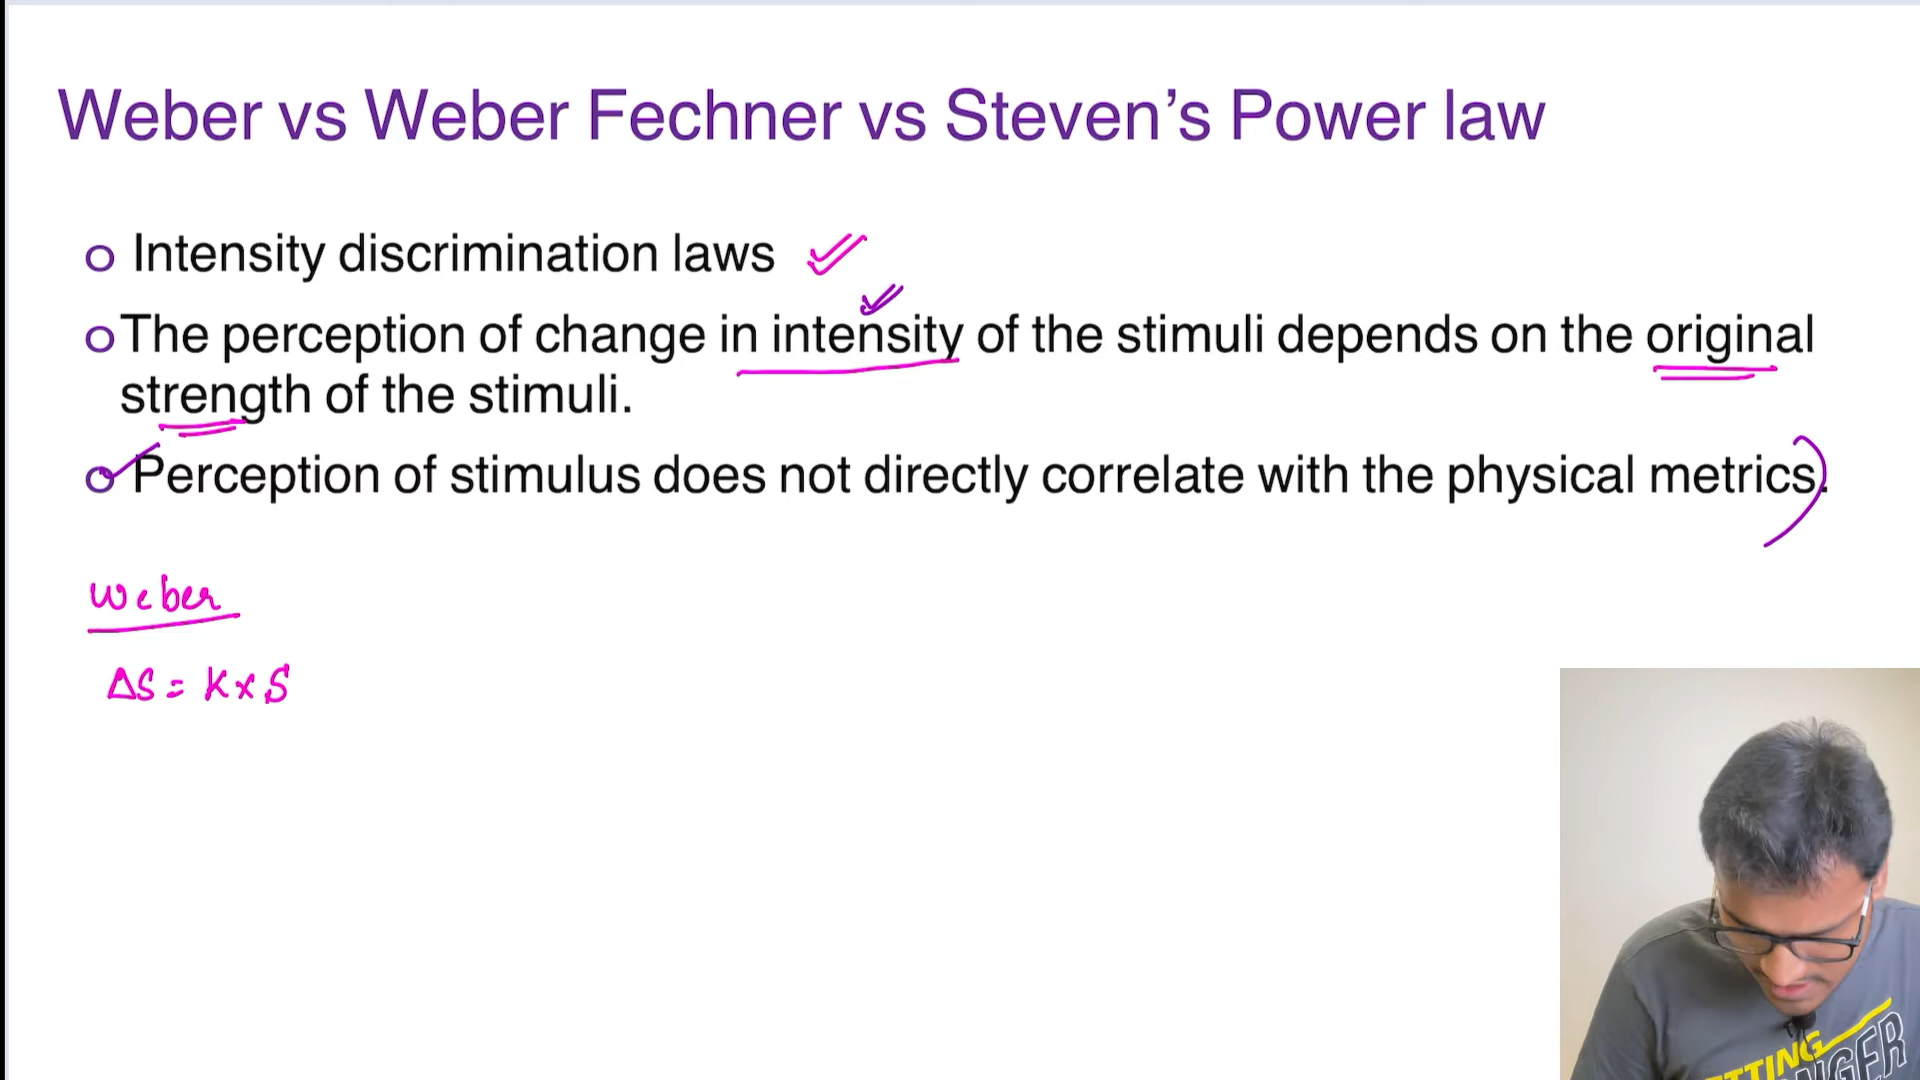 Weber vs Weber Fechner vs Steven’s Power law
o Intensity discrimination laws
o The perception of change in intensity of the stimuli depends on the original
strength of the stimuli.
o Perception of stimulus does not directly correlate with the physical metrics.
Weber
ΔS = K x S